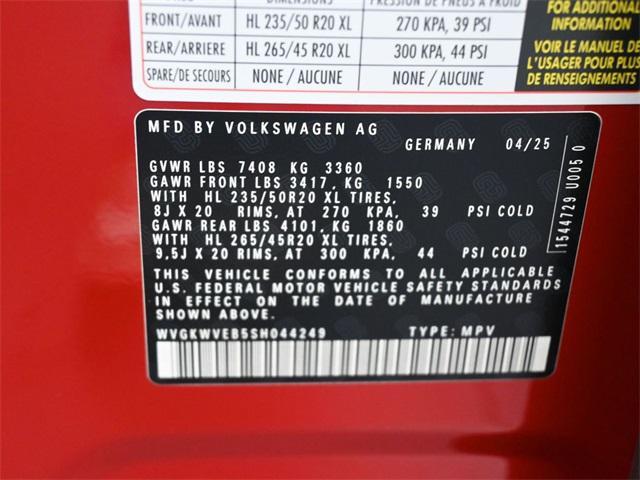 PRESSION DE PNEUS À FROID
FRONT/AVANT HL 235/50 R20 XL 270 KPA, 39 PSI
REAR/ARRIERE HL 265/45 R20 XL 300 KPA, 44 PSI
SPARE/DE SECOURS NONE / AUCUNE NONE / AUCUNE
FOR ADDITIONAL
INFORMATION
VOIR LE MANUEL DE
L'USAGER POUR PLUS
DE RENSEIGNEMENTS
MFD BY VOLKSWAGEN AG
GERMANY 04/25
GVWR LBS 7408 KG 3360
GAWR FRONT LBS 3417, KG 1550
WITH HL 235/50R20 XL TIRES,
8J X 20 RIMS, AT 270 KPA, 39 PSI COLD
GAWR REAR LBS 4101, KG 1860
WITH HL 265/45R20 XL TIRES,
9,5J X 20 RIMS, AT 300 KPA, 44 PSI COLD
THIS VEHICLE CONFORMS TO ALL APPLICABLE
U.S. FEDERAL MOTOR VEHICLE SAFETY STANDARDS
IN EFFECT ON THE DATE OF MANUFACTURE
SHOWN ABOVE.
WVGKWVEB5SH044249 TYPE: MPV
1544729 U005 0